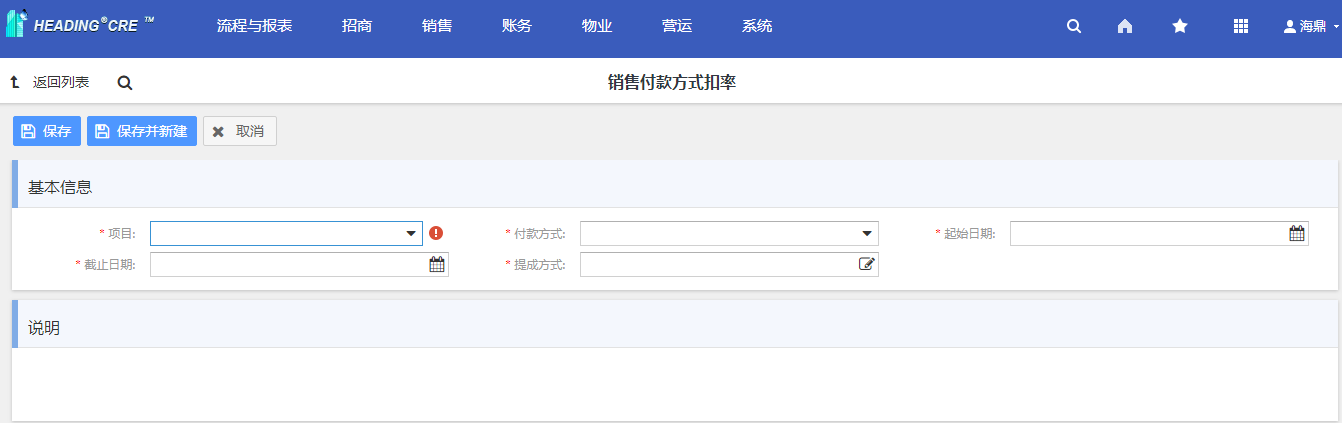 HEADING®CRE ™ 流程与报表 招商 销售 账务 物业 营运 系统 海鼎
返回列表 销售付款方式扣率
保存 保存并新建 取消
基本信息
* 项目: * 付款方式: * 起始日期:
* 截止日期: * 提成方式:
说明